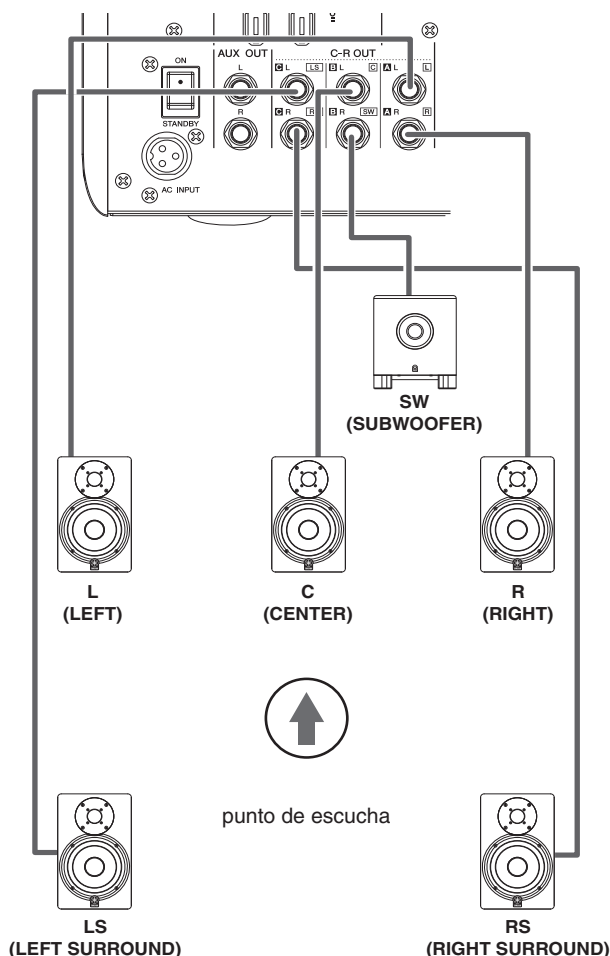 ON
AUX OUT
C-R OUT
L
C L LS
B L C
A L L
R
C R
B R SW
A R R
STANDBY
AC INPUT
SW
(SUBWOOFER)
L
(LEFT)
C
(CENTER)
R
(RIGHT)
punto de escucha
LS
(LEFT SURROUND)
RS
(RIGHT SURROUND)